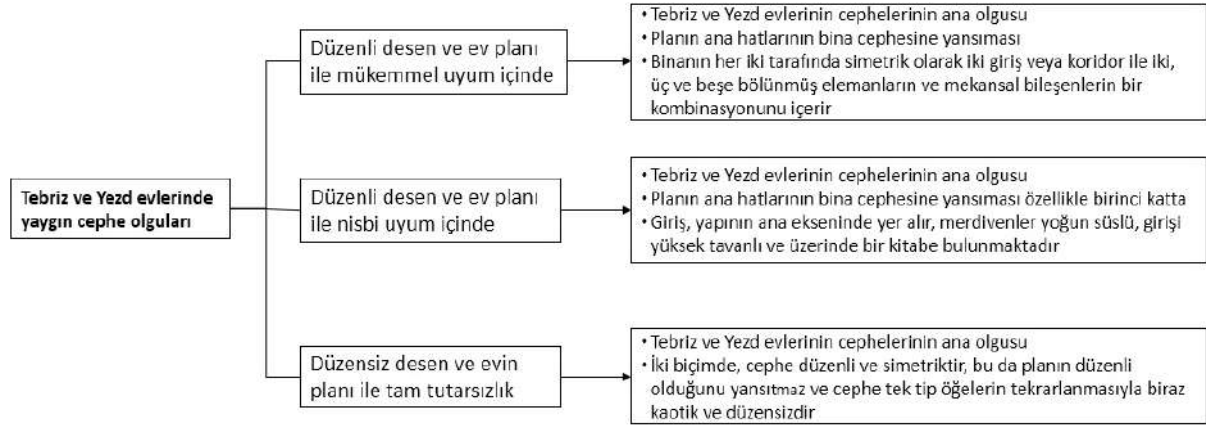 Tebriz ve Yezd evlerinde
yaygın cephe olguları
Düzenli desen ve ev planı
ile mükemmel uyum içinde
• Tebriz ve Yezd evlerinin cephelerinin ana olgusu
• Planın ana hatlarının bina cephesine yansıması
• Binanın her iki tarafında simetrik olarak iki giriş veya koridor ile iki,
üç ve beşe bölünmüş elemanların ve mekansal bileşenlerin bir
kombinasyonunu içerir
Düzenli desen ve ev planı
ile nisbi uyum içinde
• Tebriz ve Yezd evlerinin cephelerinin ana olgusu
• Planın ana hatlarının bina cephesine yansıması özellikle birinci katta
• Giriş, yapının ana ekseninde yer alır, merdivenler yoğun süslü, girişi
yüksek tavanlı ve üzerinde bir kitabe bulunmaktadır
Düzensiz desen ve evin
planı ile tam tutarsızlık
• Tebriz ve Yezd evlerinin cephelerinin ana olgusu
• İki biçimde, cephe düzenli ve simetriktir, bu da planın düzenli
olduğunu yansıtmaz ve cephe tek tip öğelerin tekrarlanmasıyla biraz
kaotik ve düzensizdir